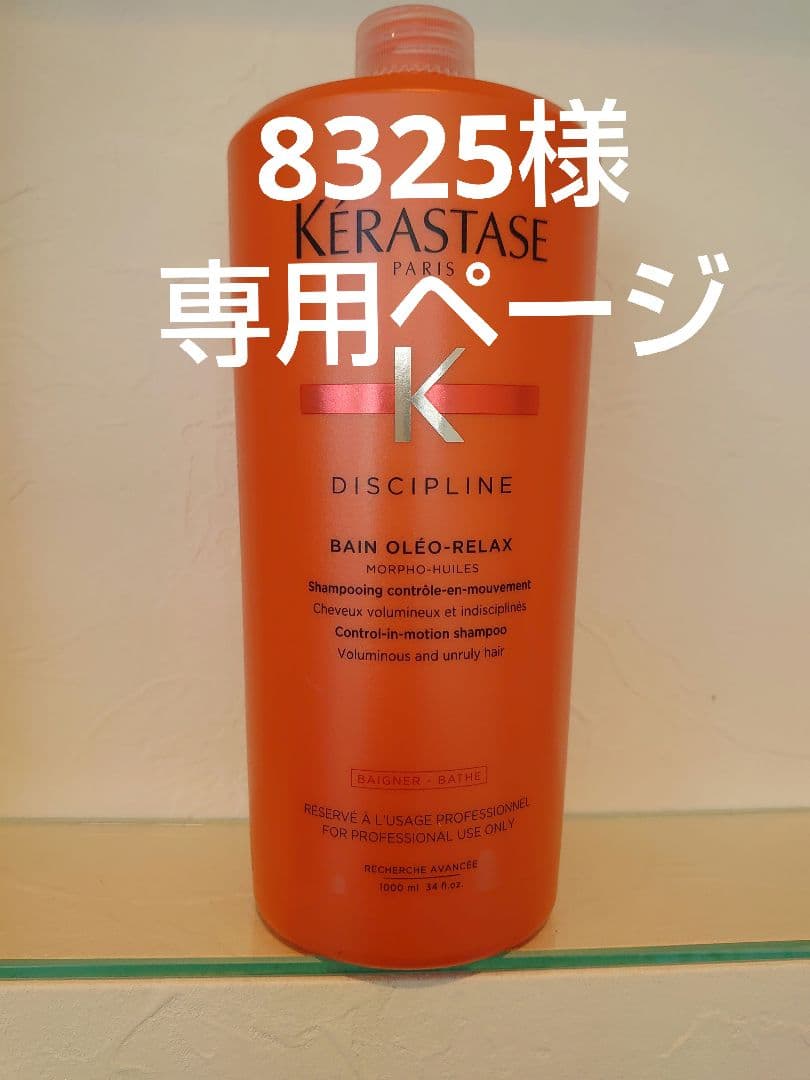 8325様
KÉRASTASE
PARIS
専用ページ
K
DISCIPLINE
BAIN OLÉO-RELAX
MORPHO-HUILES
Shampooing contrôle-en-mouvement
Cheveux volumineux et indisciplinés
Control-in-motion shampoo
Voluminous and unruly hair
BAIGNER - BATHE
RÉSERVÉ À L'USAGE PROFESSIONNEL
FOR PROFESSIONAL USE ONLY
RECHERCHE AVANCÉE
1000 ml 34 fl.oz.